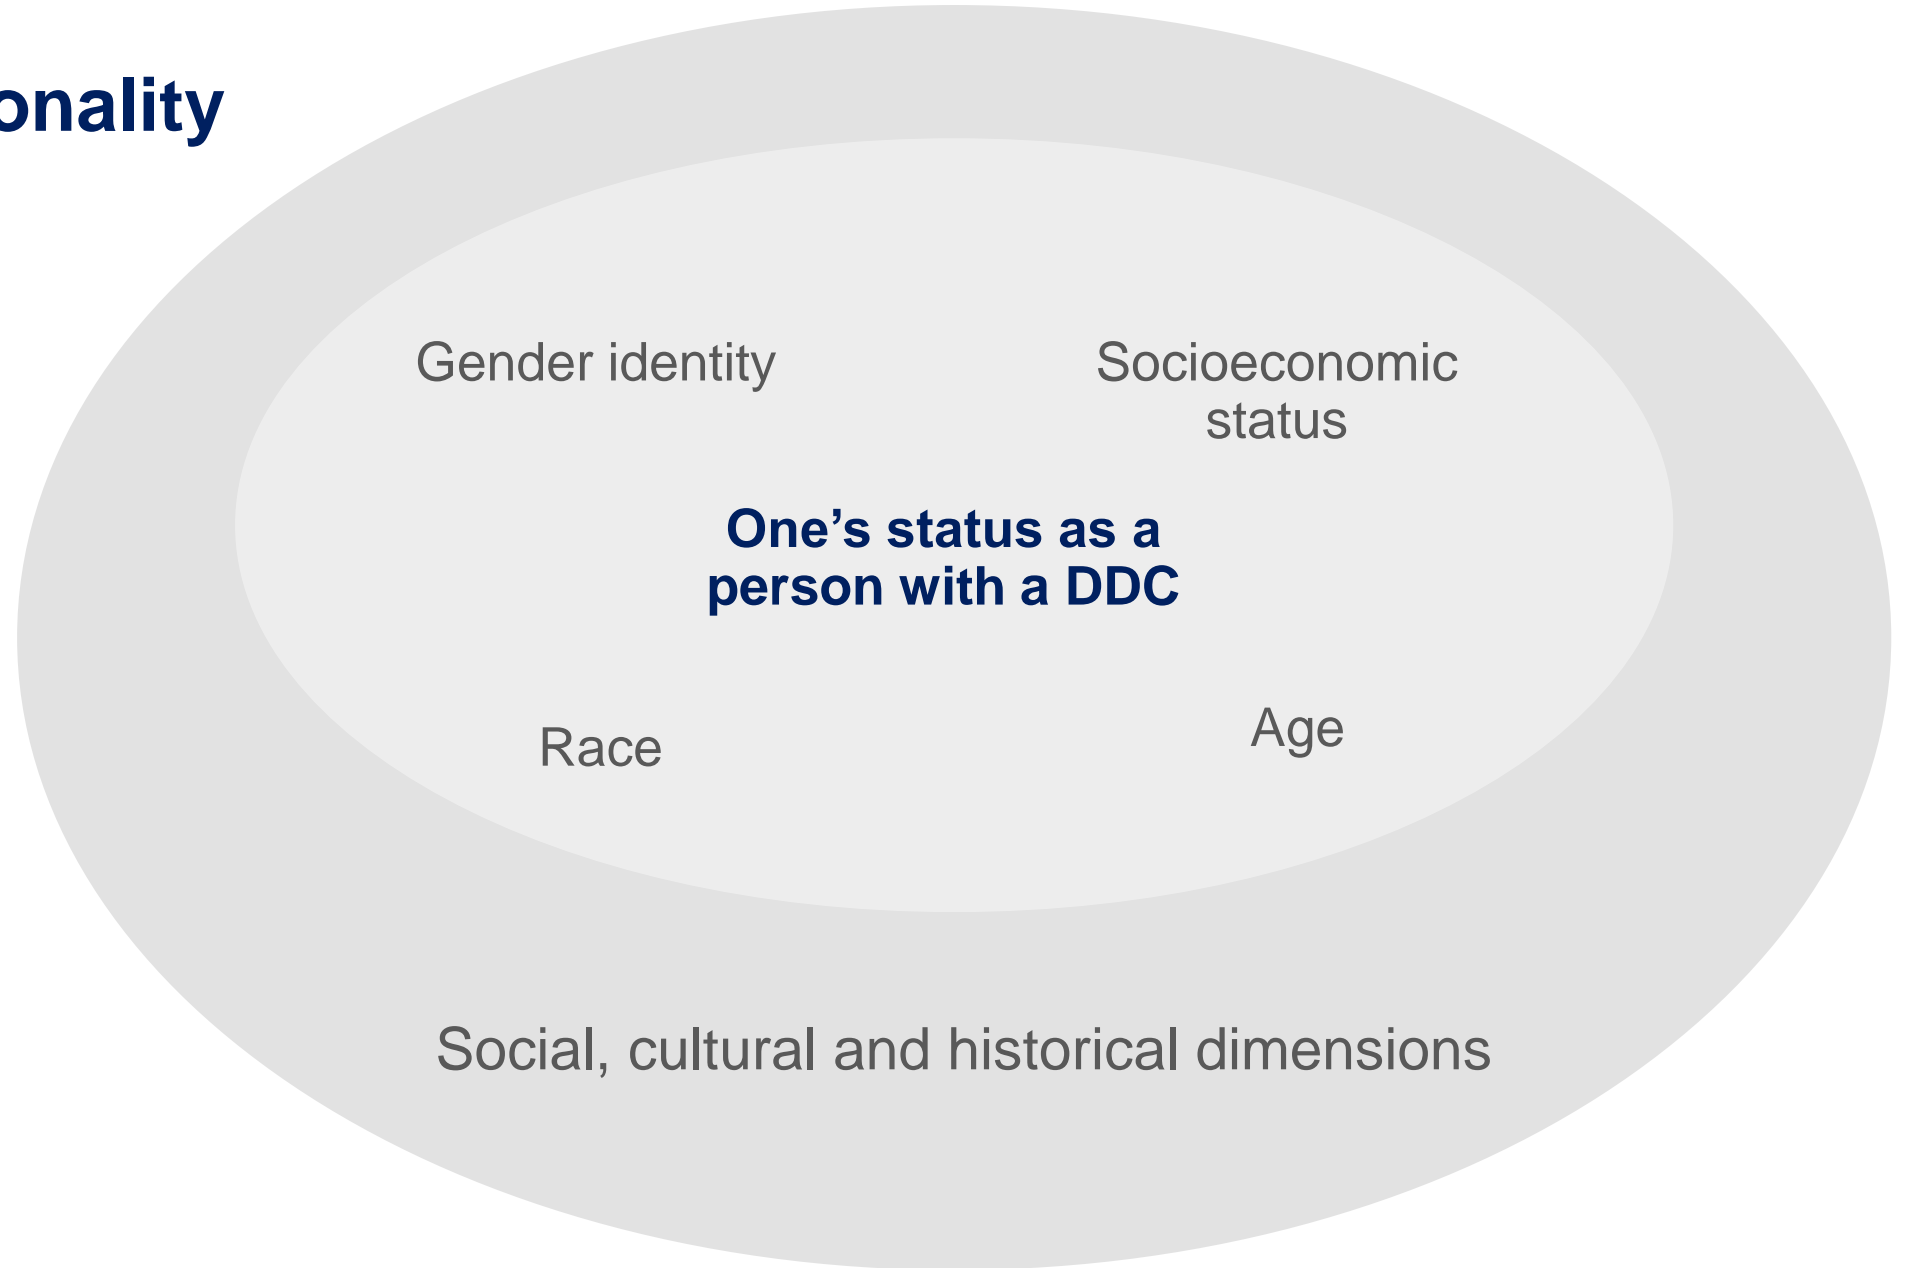 onality
Gender identity
Socioeconomic
status
One’s status as a
person with a DDC
Race
Age
Social, cultural and historical dimensions